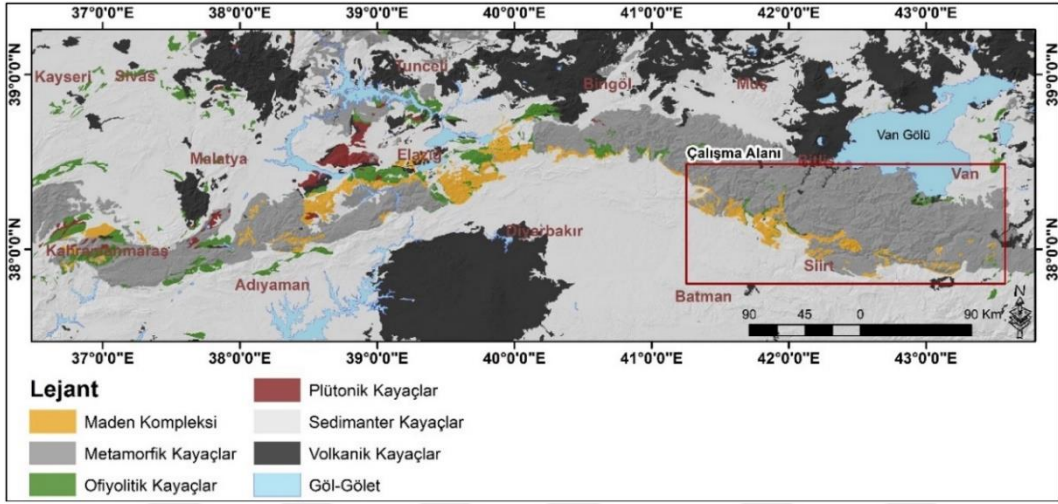 37°0'0"E 38°0'0"E 39°0'0"E 40°0'0"E 41°0'0"E 42°0'0"E 43°0'0"E
39°0'0"N 39°0'0"N
Kayseri Sivas Tunceli Bingöl Muş
Van Gölü
Malatya Elazığ Çalışma Alanı Bitlis Van
38°0'0"N 38°0'0"N
Kahramanmaraş Diyarbakır Siirt
Adıyaman Batman
N
90 45 0 90 Km
37°0'0"E 38°0'0"E 39°0'0"E 40°0'0"E 41°0'0"E 42°0'0"E 43°0'0"E
Lejant
Maden Kompleksi
Metamorfik Kayaçlar
Ofiyolitik Kayaçlar
Plütonik Kayaçlar
Sedimanter Kayaçlar
Volkanik Kayaçlar
Göl-Gölet